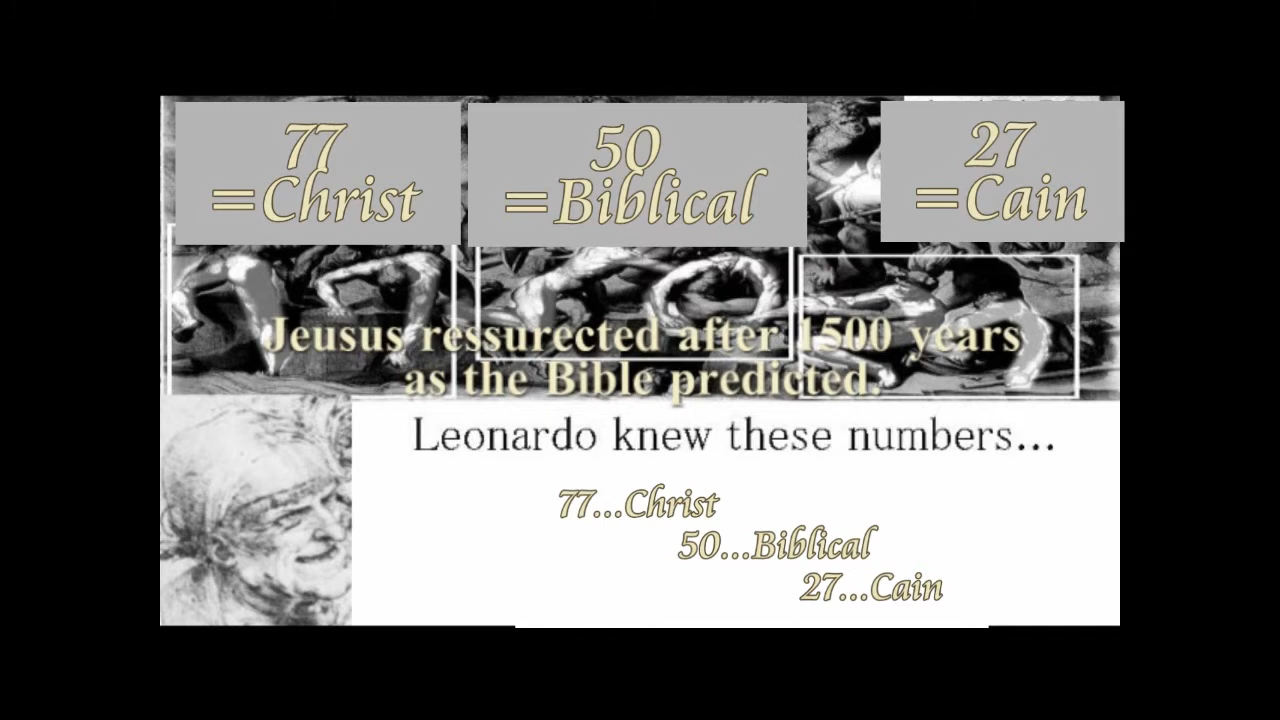 77
=Christ
50
=Biblical
27
=Cain
Jeusus ressurected after 1500 years
as the Bible predicted.
Leonardo knew these numbers...
77...Christ
50...Biblical
27...Cain